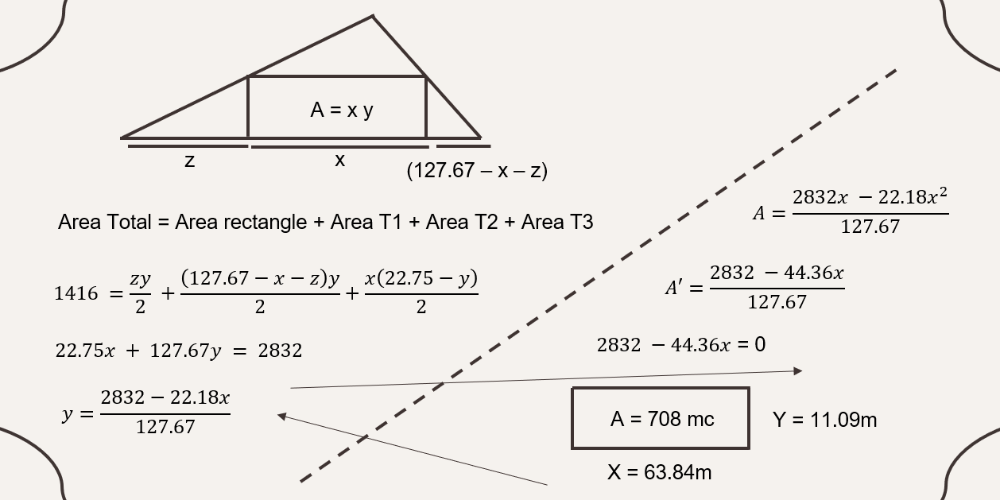 A = x y
z
x
(127.67 – x – z)
Area Total = Area rectangle + Area T1 + Area T2 + Area T3
1416 = zy/2 + (127.67 − x − z)y/2 + x(22.75 − y)/2
22.75x + 127.67y = 2832
y = (2832 − 22.18x)/127.67
A = (2832x − 22.18x²)/127.67
A′ = (2832 − 44.36x)/127.67
2832 − 44.36x = 0
A = 708 mc
Y = 11.09m
X = 63.84m